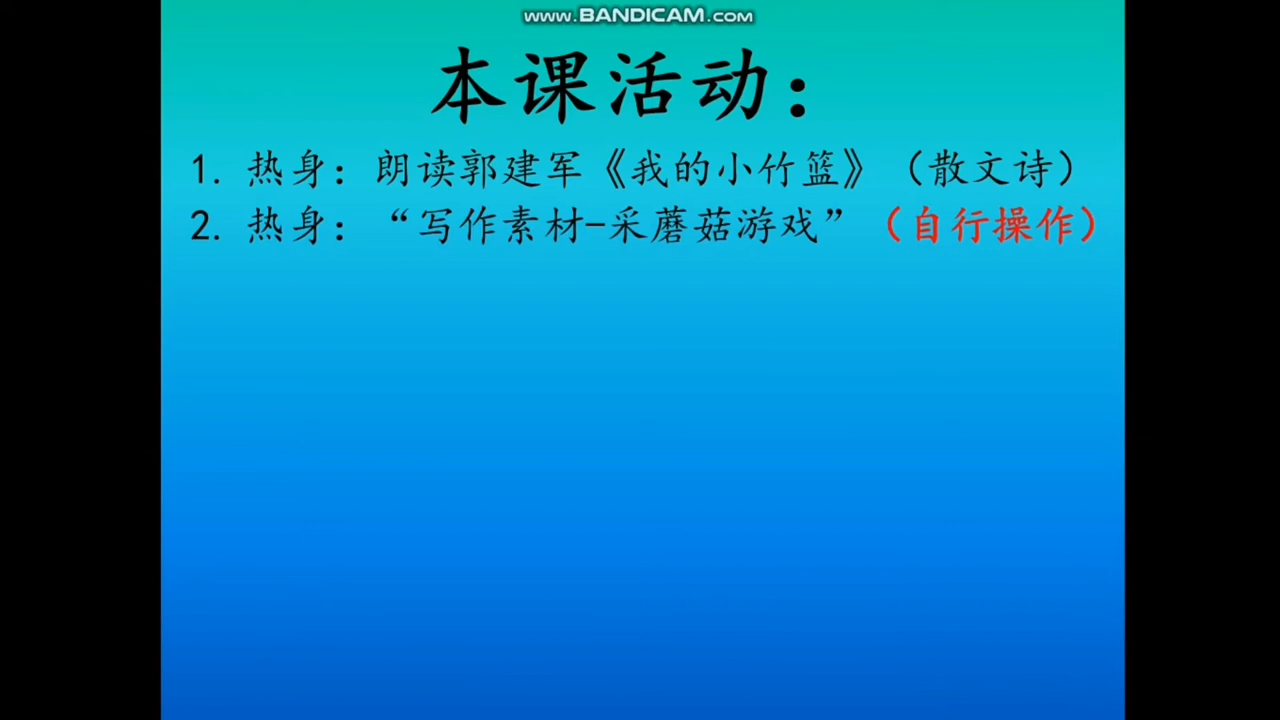 www.BANDICAM.com
本课活动：
1. 热身：朗读郭建军《我的小竹篮》（散文诗）
2. 热身：“写作素材-采蘑菇游戏”（自行操作）